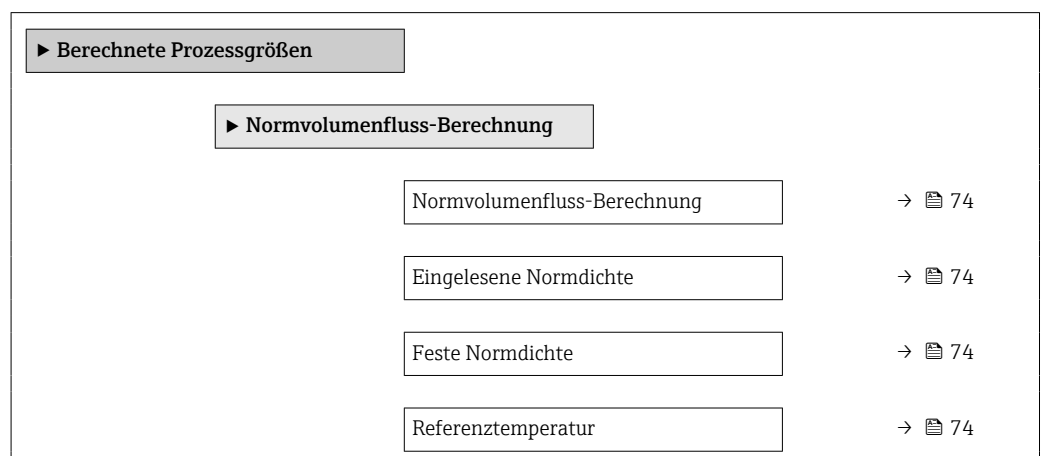 ▶ Berechnete Prozessgrößen
▶ Normvolumenfluss-Berechnung
Normvolumenfluss-Berechnung → 74
Eingelesene Normdichte → 74
Feste Normdichte → 74
Referenztemperatur → 74